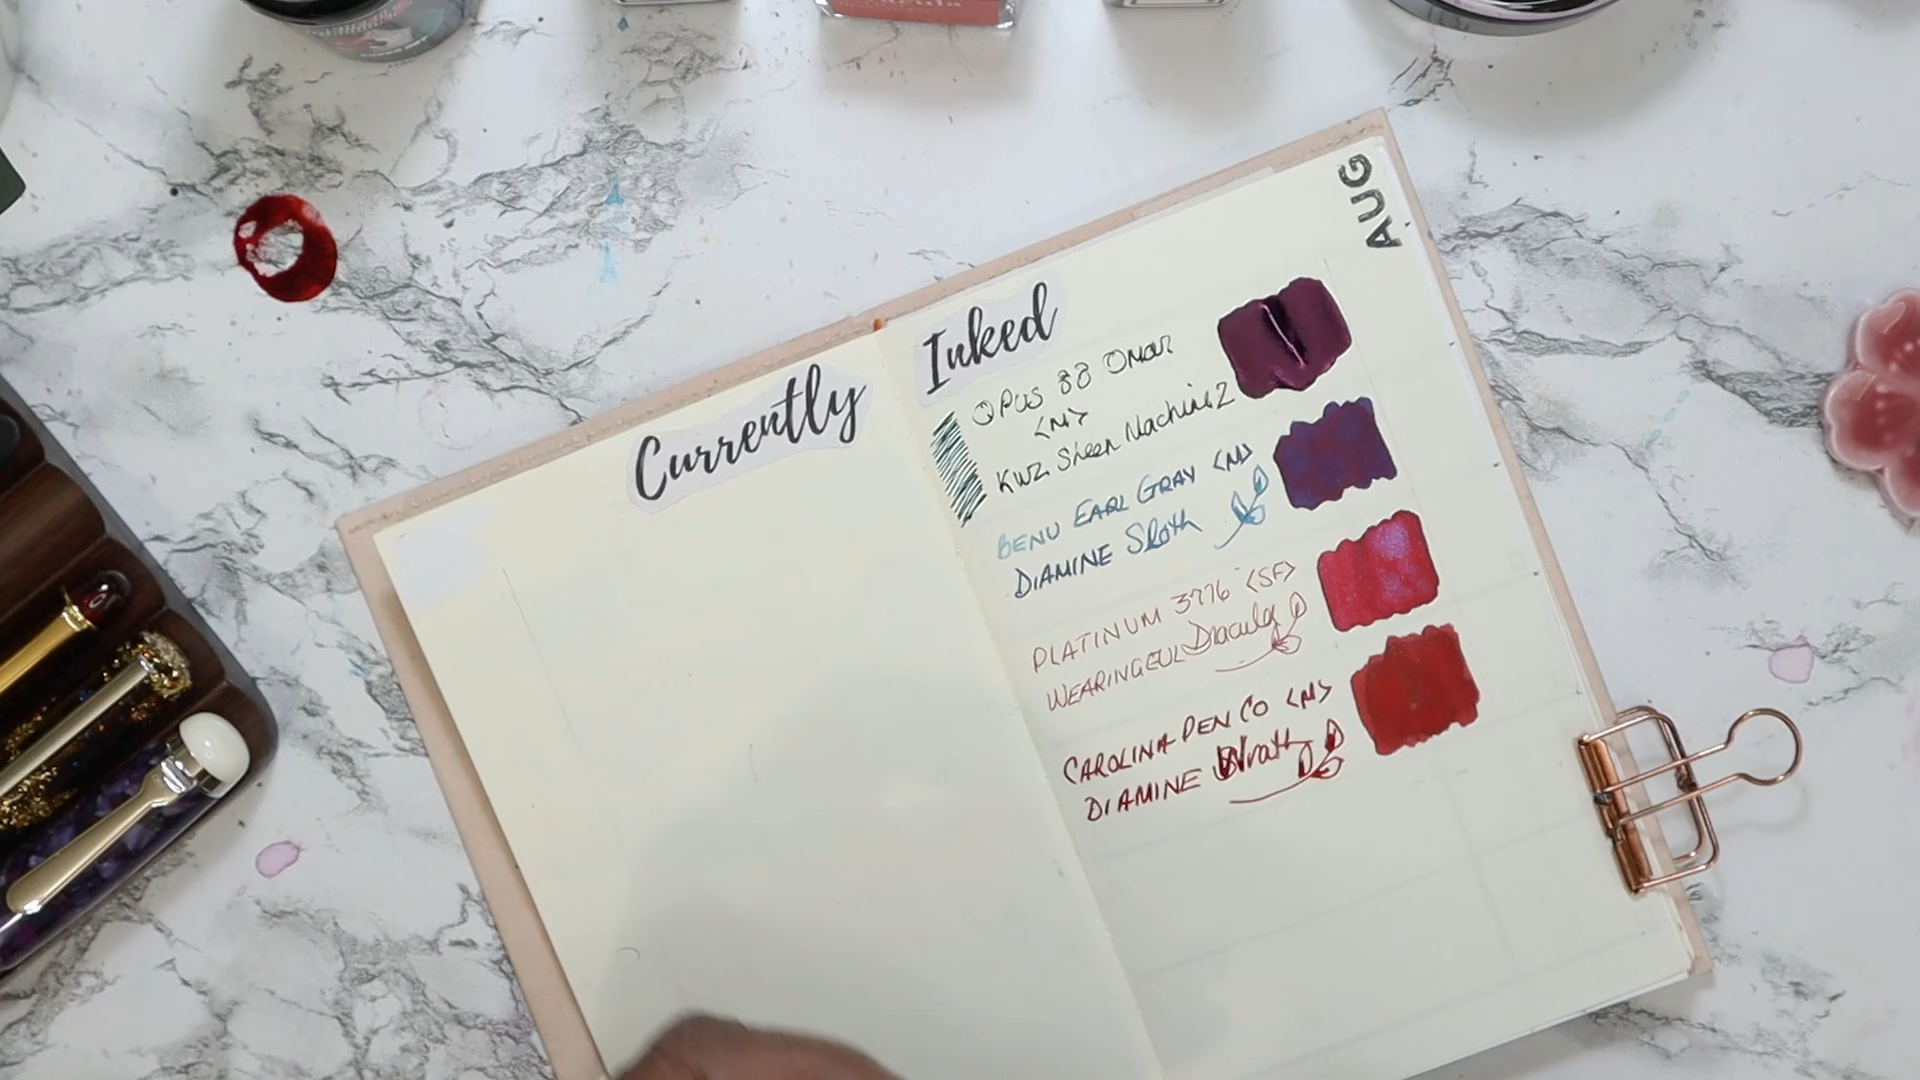 Currently
Inked
AUG
OPUS 88 OMAR
<M>
KWZ Sheen Machine 2
BENU EARL GRAY <M>
DIAMINE Sloth
PLATINUM 3776 <SF>
WEARINGEUL Dracula
CAROLINA PEN CO <M>
DIAMINE Wrath